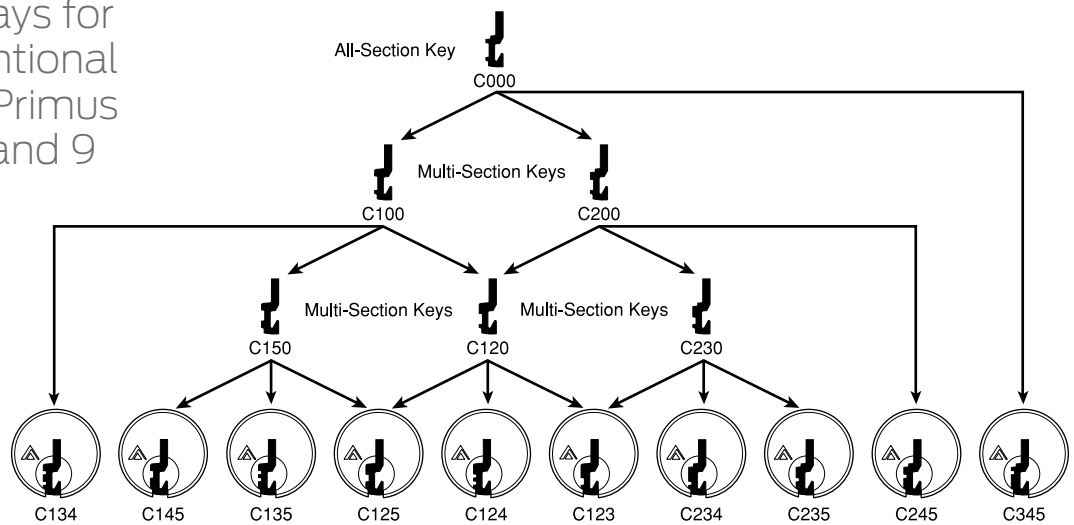 ays for
ntional
Primus
and 9
All-Section Key
C000
Multi-Section Keys
C100
C200
Multi-Section Keys
Multi-Section Keys
C150
C120
C230
C134
C145
C135
C125
C124
C123
C234
C235
C245
C345